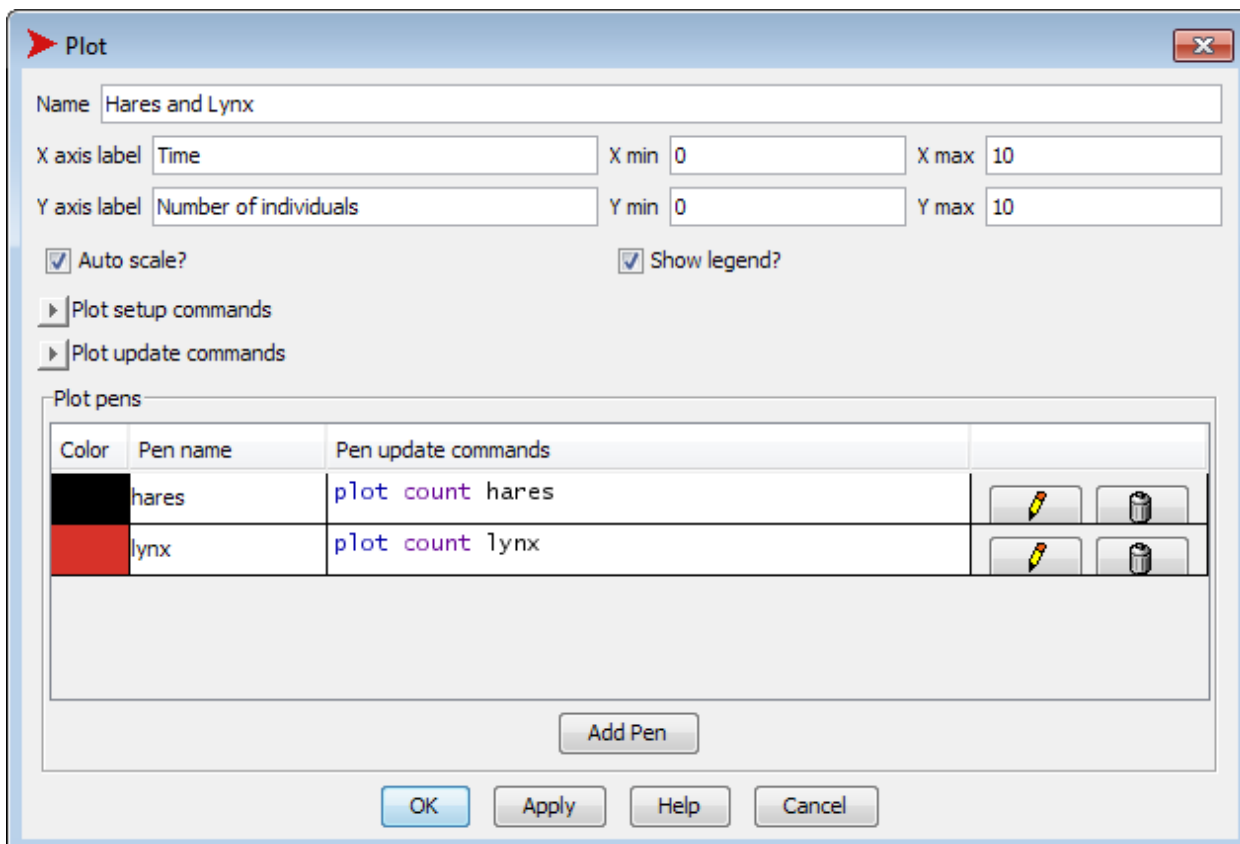 Plot
Name Hares and Lynx
X axis label Time X min 0 X max 10
Y axis label Number of individuals Y min 0 Y max 10
Auto scale? Show legend?
Plot setup commands
Plot update commands
Plot pens
Color Pen name Pen update commands
hares plot count hares
lynx plot count lynx
Add Pen
OK Apply Help Cancel